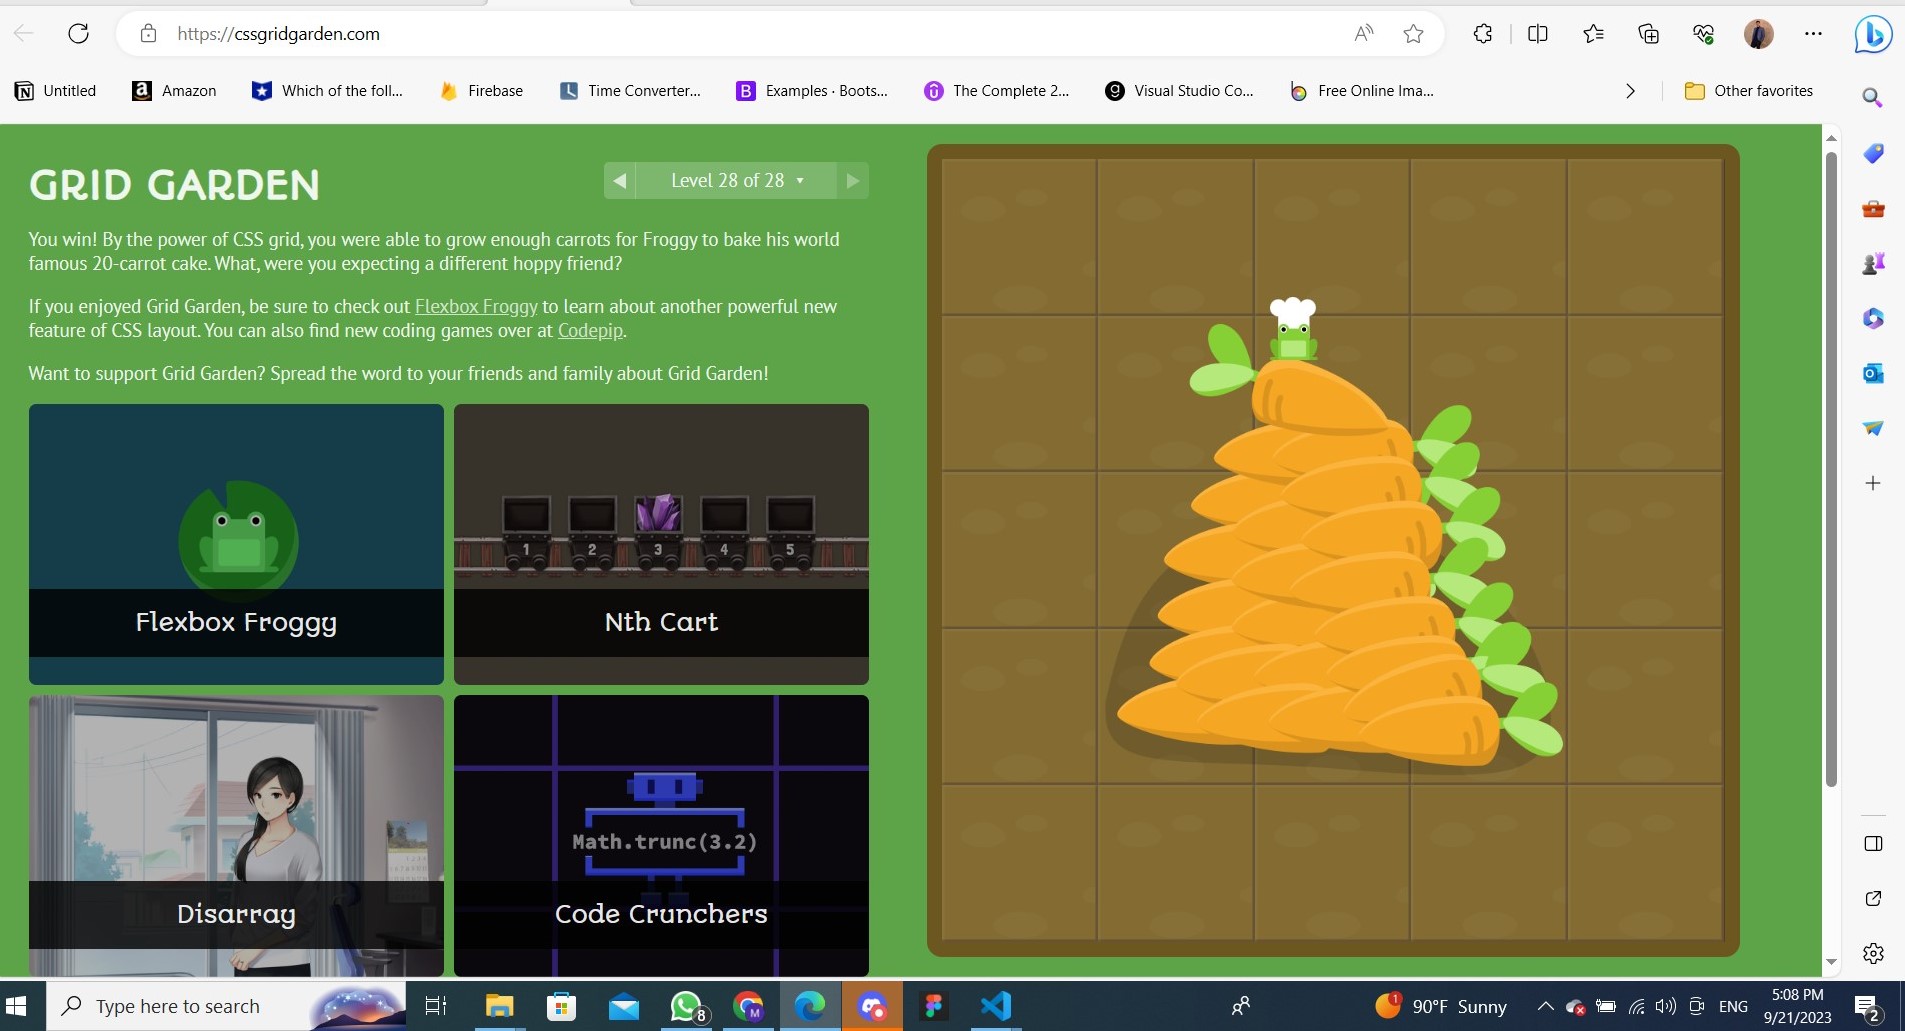 https://cssgridgarden.com
Untitled
Amazon
Which of the foll...
Firebase
Time Converter...
Examples · Boots...
The Complete 2...
Visual Studio Co...
Free Online Ima...
Other favorites
GRID GARDEN
Level 28 of 28
You win! By the power of CSS grid, you were able to grow enough carrots for Froggy to bake his world
famous 20-carrot cake. What, were you expecting a different hoppy friend?
If you enjoyed Grid Garden, be sure to check out Flexbox Froggy to learn about another powerful new
feature of CSS layout. You can also find new coding games over at Codepip.
Want to support Grid Garden? Spread the word to your friends and family about Grid Garden!
Flexbox Froggy
1 2 3 4 5
Nth Cart
Disarray
Math.trunc(3.2)
Code Crunchers
Type here to search
8
M
1
90°F Sunny
ENG
5:08 PM
9/21/2023
2